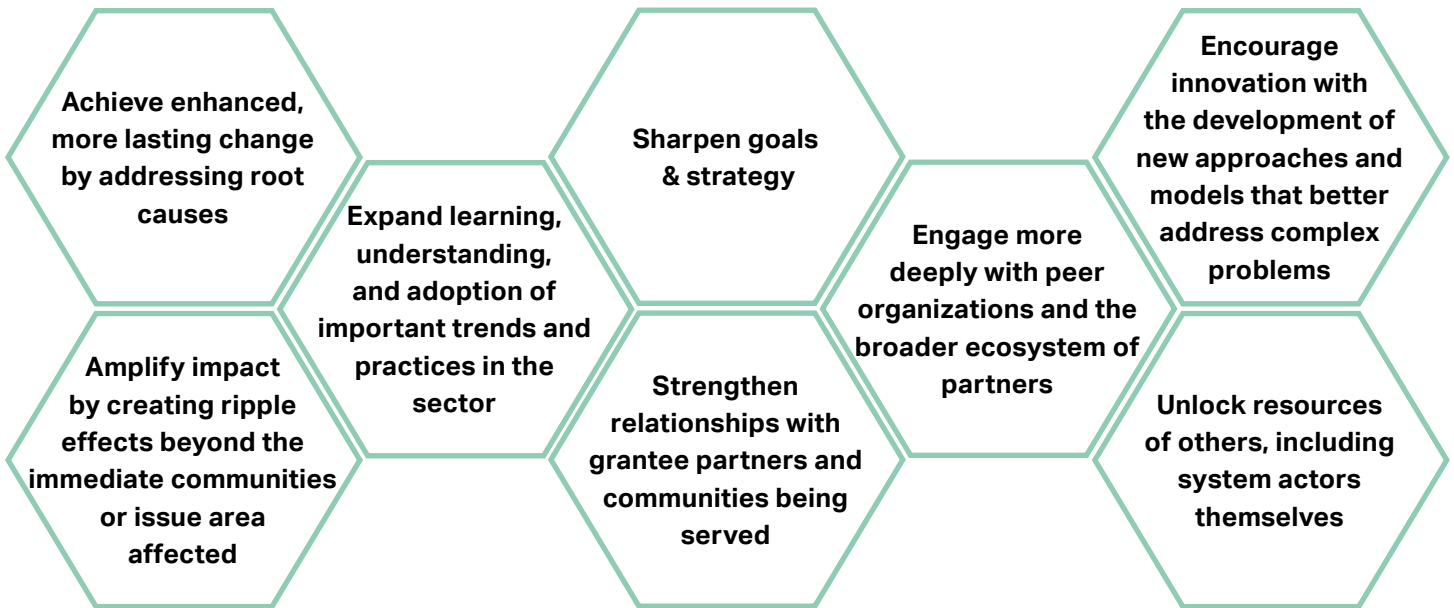 Achieve enhanced,
more lasting change
by addressing root
causes
Amplify impact
by creating ripple
effects beyond the
immediate communities
or issue area
affected
Expand learning,
understanding,
and adoption of
important trends and
practices in the
sector
Sharpen goals
& strategy
Strengthen
relationships with
grantee partners and
communities being
served
Engage more
deeply with peer
organizations and the
broader ecosystem of
partners
Encourage
innovation with
the development of
new approaches and
models that better
address complex
problems
Unlock resources
of others, including
system actors
themselves